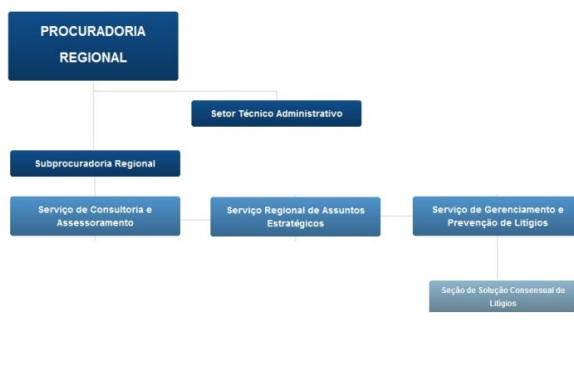 PROCURADORIA
REGIONAL
Setor Técnico Administrativo
Subprocuradoria Regional
Serviço de Consultoria e
Assessoramento
Serviço Regional de Assuntos
Estratégicos
Serviço de Gerenciamento e
Prevenção de Litígios
Seção de Solução Consensual de
Litígios